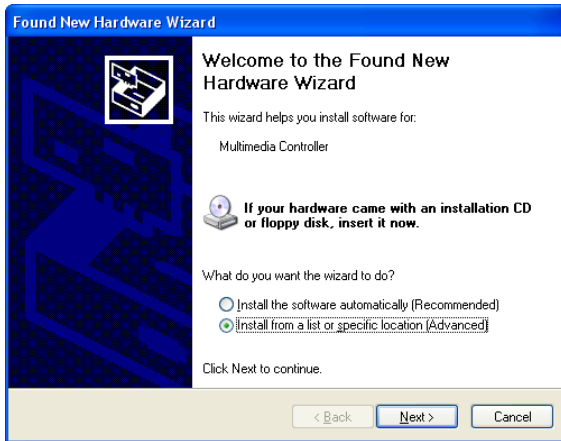 Found New Hardware Wizard
Welcome to the Found New
Hardware Wizard
This wizard helps you install software for:
Multimedia Controller
If your hardware came with an installation CD
or floppy disk, insert it now.
What do you want the wizard to do?
Install the software automatically (Recommended)
Install from a list or specific location (Advanced)
Click Next to continue.
< Back Next > Cancel